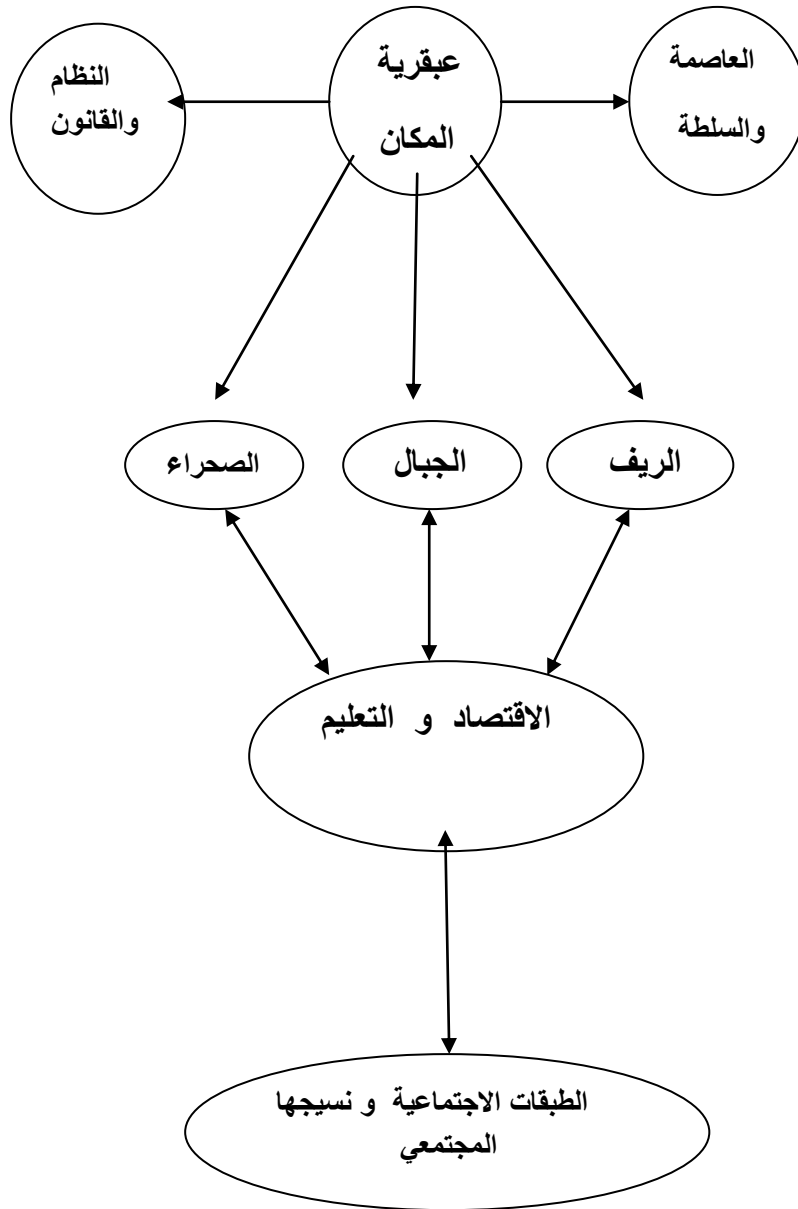 العاصمة
والسلطة
عبقرية
المكان
النظام
والقانون
الريف
الجبال
الصحراء
الاقتصاد و التعليم
الطبقات الاجتماعية و نسيجها
المجتمعي